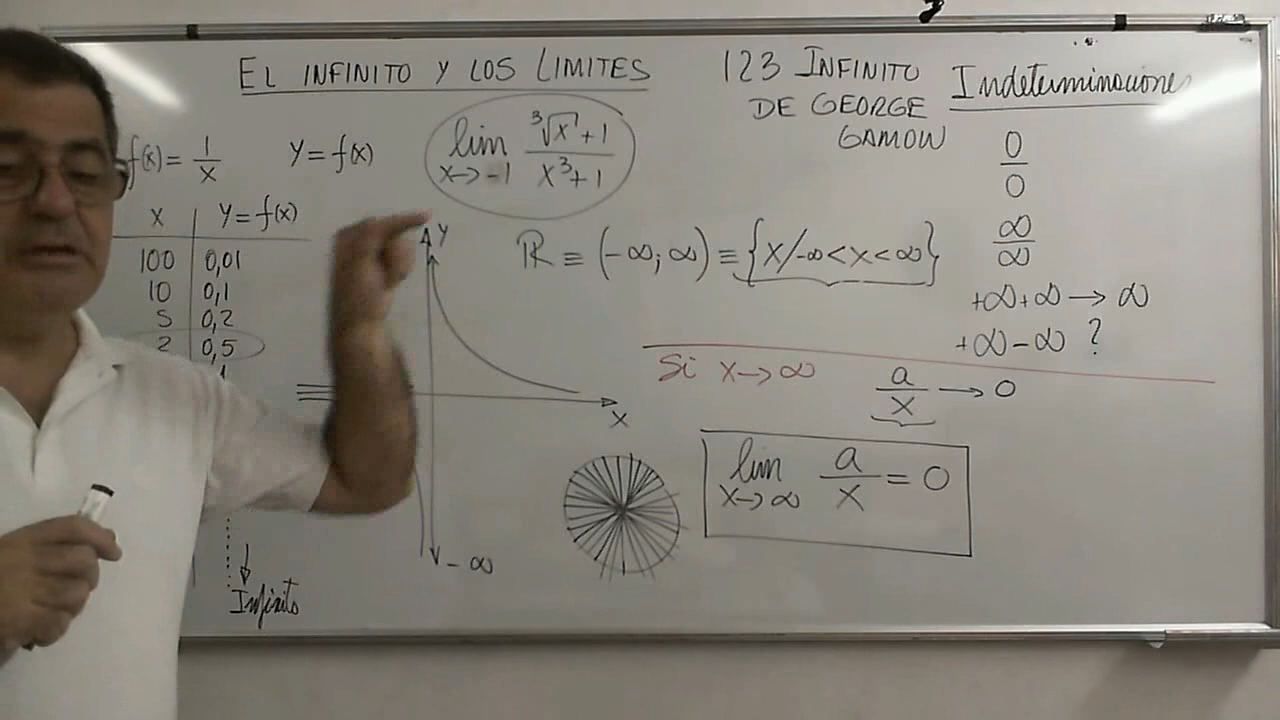 EL INFINITO Y LOS LIMITES
123 INFINITO
DE GEORGE
GAMOW
Indeterminaciones
f(x) = 1/x
Y = f(x)
lim x→-1 (∛x + 1)/(x³ + 1)
0/0
∞/∞
+∞+∞ → ∞
+∞-∞ ?
X | Y = f(x)
100 | 0,01
10 | 0,1
5 | 0,2
2 | 0,5
Infinito
Y
X
-∞
ℝ ≡ (-∞; ∞) ≡ {X/-∞<X<∞}
Si X→∞
a/X → 0
lim X→∞ a/X = 0